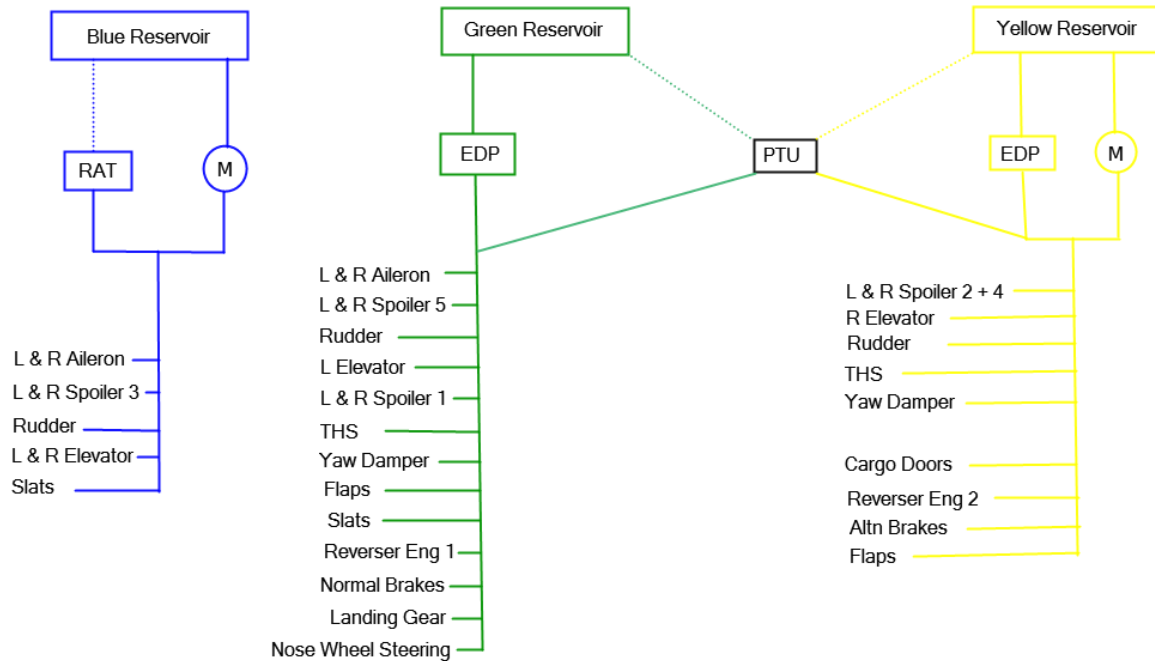 Blue Reservoir
RAT
M
L & R Aileron
L & R Spoiler 3
Rudder
L & R Elevator
Slats
Green Reservoir
EDP
PTU
L & R Aileron
L & R Spoiler 5
Rudder
L Elevator
L & R Spoiler 1
THS
Yaw Damper
Flaps
Slats
Reverser Eng 1
Normal Brakes
Landing Gear
Nose Wheel Steering
Yellow Reservoir
EDP
M
L & R Spoiler 2 + 4
R Elevator
Rudder
THS
Yaw Damper
Cargo Doors
Reverser Eng 2
Altn Brakes
Flaps